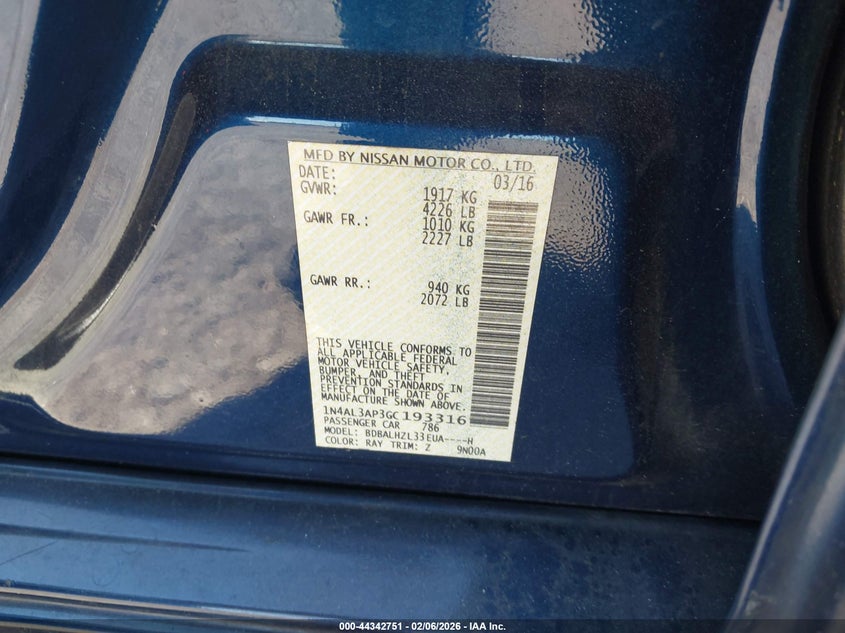 MFD BY NISSAN MOTOR CO., LTD.
DATE: 03/16
GVWR: 1917 KG
4226 LB
GAWR FR.: 1010 KG
2227 LB
GAWR RR.: 940 KG
2072 LB
THIS VEHICLE CONFORMS TO
ALL APPLICABLE FEDERAL
MOTOR VEHICLE SAFETY,
BUMPER, AND THEFT
PREVENTION STANDARDS IN
EFFECT ON THE DATE OF
MANUFACTURE SHOWN ABOVE.
1N4AL3AP3GC193316
PASSENGER CAR 786
MODEL: BDBALHZL33EUA----H
COLOR: RAY TRIM: Z 9N00A
000-44342751 — 02/06/2026 — IAA Inc.